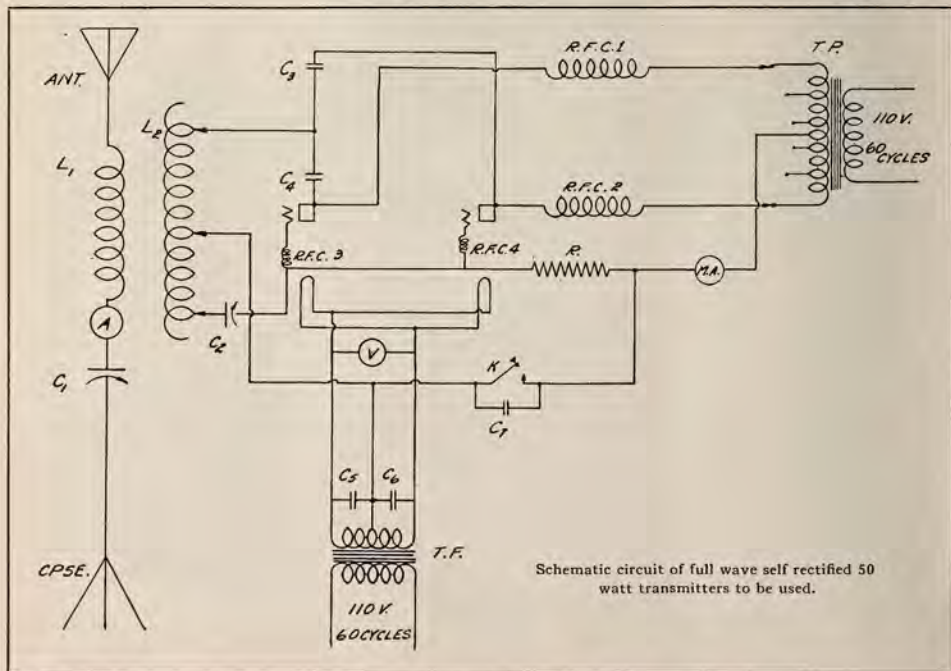 ANT.
L1
A
C1
CPSE.
L2
C2
C3
C4
R.F.C. 3
R.F.C. 4
R.F.C. 1
R.F.C. 2
R.
M.A.
T.P.
110 V.
60 CYCLES
V
K
C7
C5
C6
T.F.
110 V.
60 CYCLES
Schematic circuit of full wave self rectified 50
watt transmitters to be used.